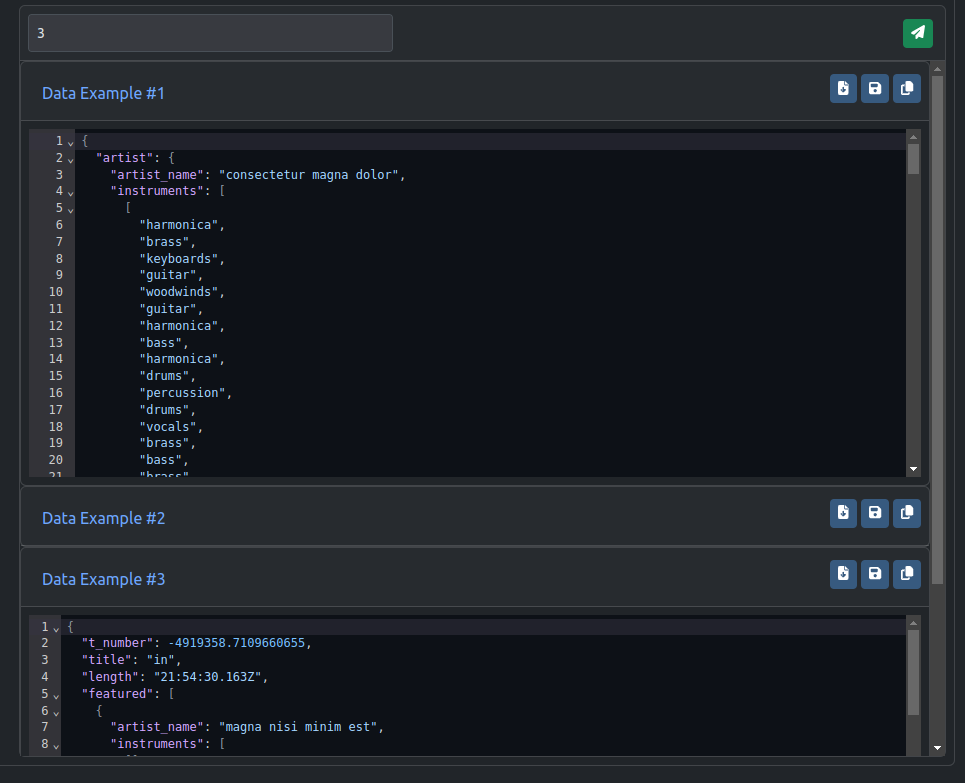 3
Data Example #1
1 {
2 "artist": {
3 "artist_name": "consectetur magna dolor",
4 "instruments": [
5 [
6 "harmonica",
7 "brass",
8 "keyboards",
9 "guitar",
10 "woodwinds",
11 "guitar",
12 "harmonica",
13 "bass",
14 "harmonica",
15 "drums",
16 "percussion",
17 "drums",
18 "vocals",
19 "brass",
20 "bass",
21 "brass"
Data Example #2
Data Example #3
1 {
2 "t_number": -4919358.7109660655,
3 "title": "in",
4 "length": "21:54:30.163Z",
5 "featured": [
6 {
7 "artist_name": "magna nisi minim est",
8 "instruments": [